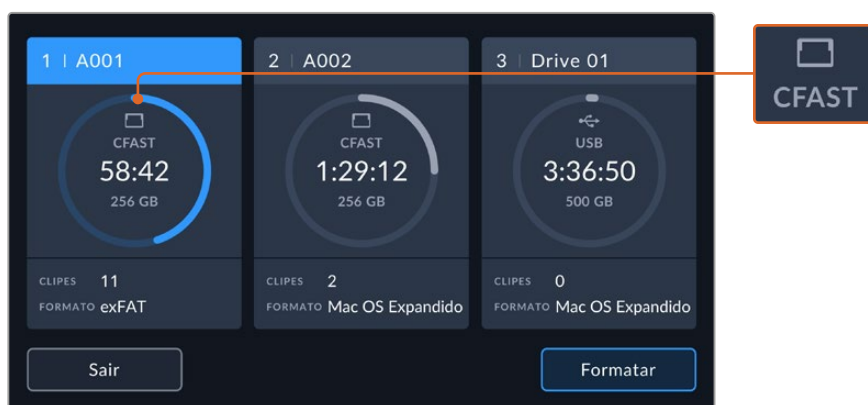 1 | A001
CFAST
58:42
256 GB
CLIPES 11
FORMATO exFAT
2 | A002
CFAST
1:29:12
256 GB
CLIPES 2
FORMATO Mac OS Expandido
3 | Drive 01
USB
3:36:50
500 GB
CLIPES 0
FORMATO Mac OS Expandido
CFAST
Sair
Formatar